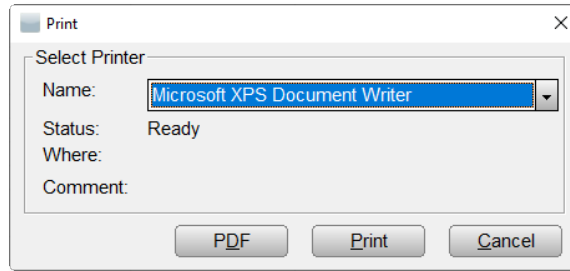 Print
Select Printer
Name: Microsoft XPS Document Writer
Status: Ready
Where:
Comment:
PDF Print Cancel